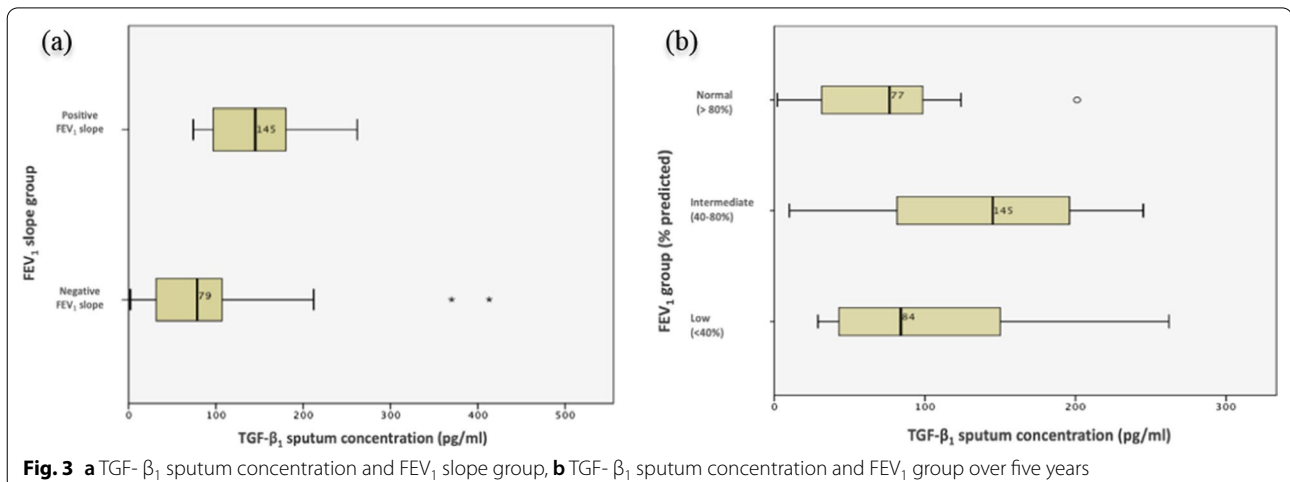 (a)
FEV₁ slope group
Positive
FEV₁ slope
145
Negative
FEV₁ slope
79
*
*
0
100
200
300
400
500
TGF-β₁ sputum concentration (pg/ml)
(b)
FEV₁ group (% predicted)
Normal
(> 80%)
77
Intermediate
(40-80%)
145
Low
(<40%)
84
0
100
200
300
TGF-β₁ sputum concentration (pg/ml)
Fig. 3 a TGF- β₁ sputum concentration and FEV₁ slope group, b TGF- β₁ sputum concentration and FEV₁ group over five years